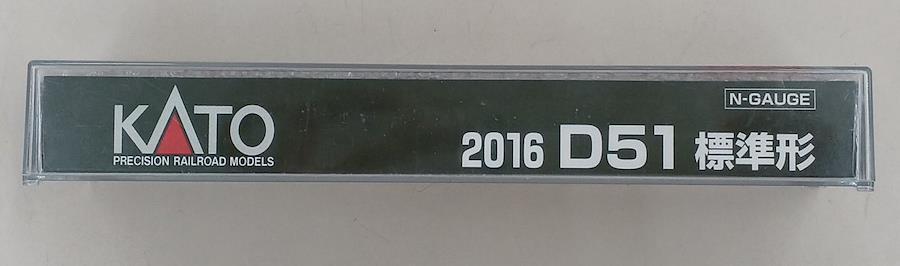 KATO
PRECISION RAILROAD MODELS
N-GAUGE
2016 D51 標準形